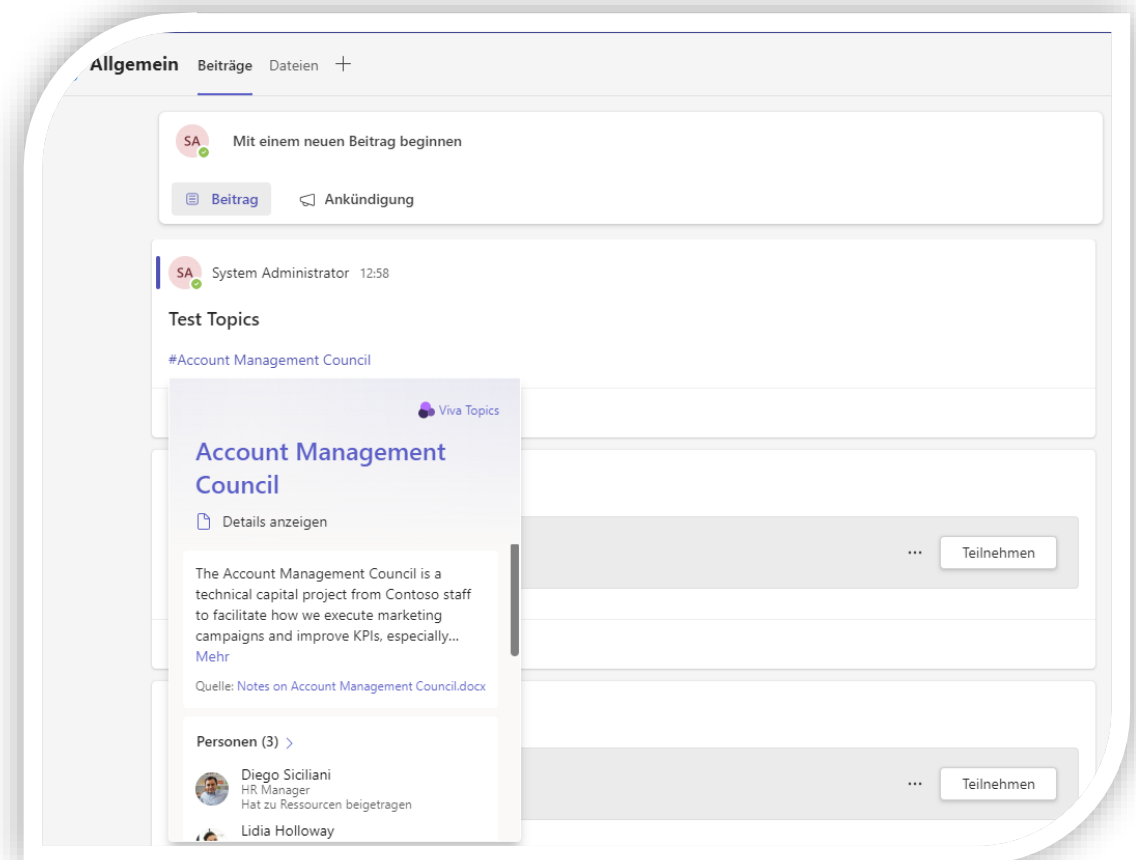 Allgemein Beiträge Dateien
SA Mit einem neuen Beitrag beginnen
Beitrag Ankündigung
SA System Administrator 12:58
Test Topics
#Account Management Council
Viva Topics
Account Management
Council
Details anzeigen
The Account Management Council is a
technical capital project from Contoso staff
to facilitate how we execute marketing
campaigns and improve KPIs, especially...
Mehr
Quelle: Notes on Account Management Council.docx
Personen (3)
Diego Siciliani
HR Manager
Hat zu Ressourcen beigetragen
Lidia Holloway
... Teilnehmen
... Teilnehmen